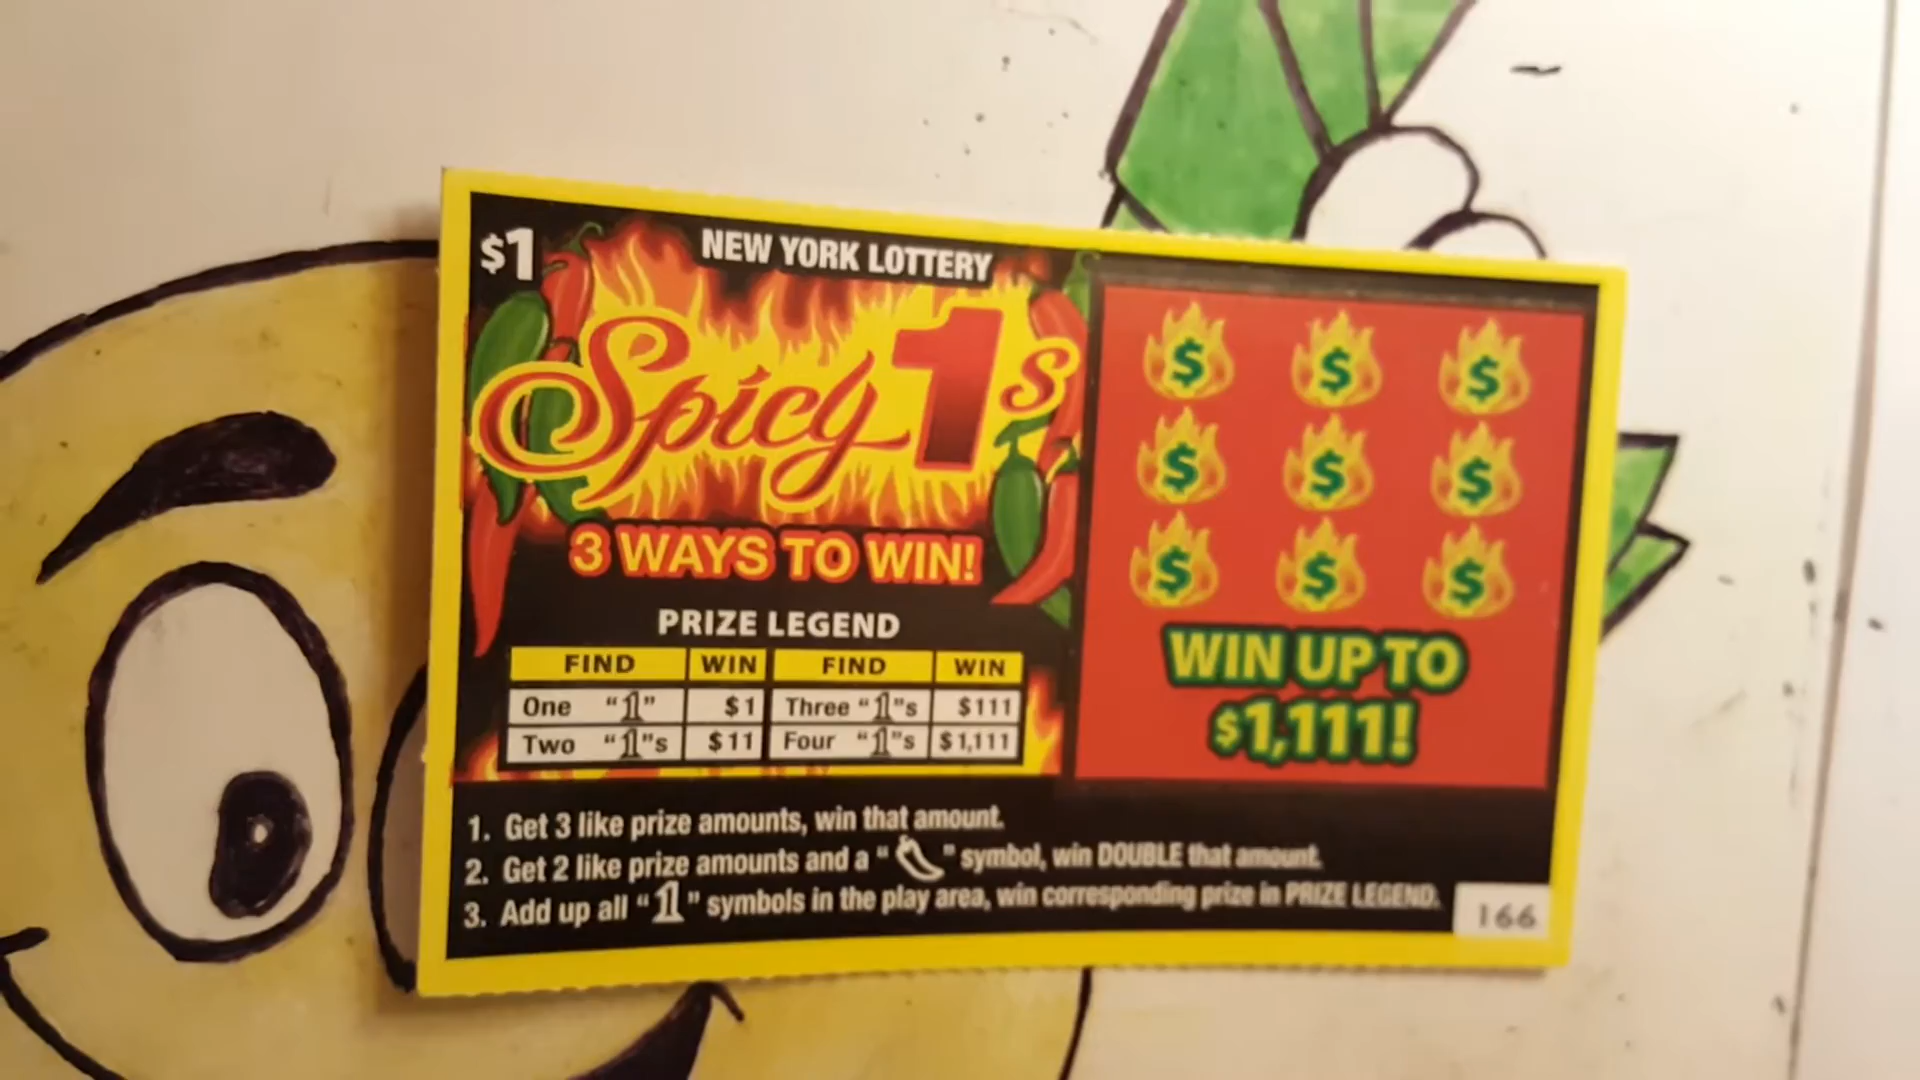 $1
NEW YORK LOTTERY
Spicy 1s
3 WAYS TO WIN!
PRIZE LEGEND
FIND WIN FIND WIN
One "1" $1 Three "1"s $111
Two "1"s $11 Four "1"s $1,111
$ $ $
$ $ $
$ $ $
WIN UP TO
$1,111!
1. Get 3 like prize amounts, win that amount.
2. Get 2 like prize amounts and a " " symbol, win DOUBLE that amount.
3. Add up all "1" symbols in the play area, win corresponding prize in PRIZE LEGEND.
166